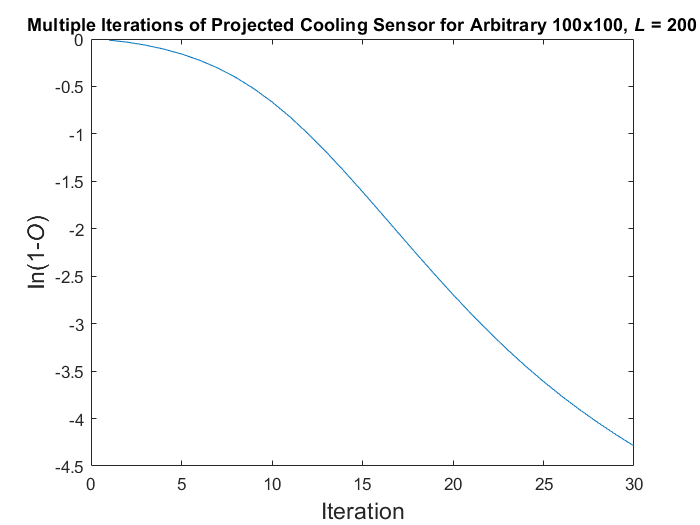 Multiple Iterations of Projected Cooling Sensor for Arbitrary 100x100, L = 200
0
-0.5
-1
-1.5
-2
-2.5
-3
-3.5
-4
-4.5
ln(1-O)
0 5 10 15 20 25 30
Iteration